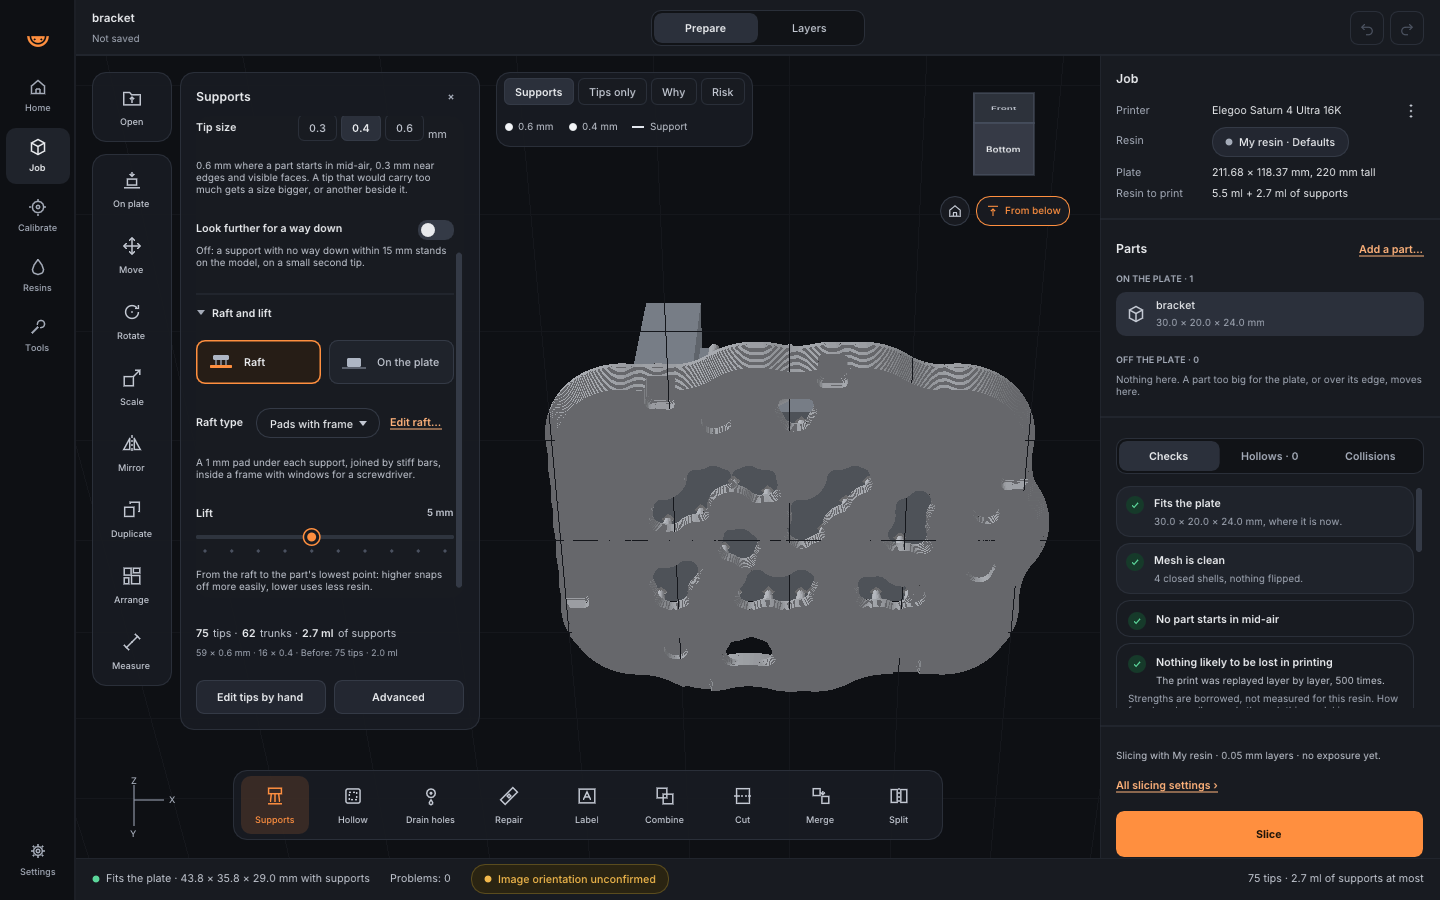 bracket
Not saved
Prepare
Layers
Home
Job
Calibrate
Resins
Tools
Settings
Open
On plate
Move
Rotate
Scale
Mirror
Duplicate
Arrange
Measure
Supports
×
Tip size
0.3
0.4
0.6
mm
0.6 mm where a part starts in mid-air, 0.3 mm near
edges and visible faces. A tip that would carry too
much gets a size bigger, or another beside it.
Look further for a way down
Off: a support with no way down within 15 mm stands
on the model, on a small second tip.
Raft and lift
Raft
On the plate
Raft type
Pads with frame
Edit raft...
A 1 mm pad under each support, joined by stiff bars,
inside a frame with windows for a screwdriver.
Lift
5 mm
From the raft to the part's lowest point: higher snaps
off more easily, lower uses less resin.
75 tips · 62 trunks · 2.7 ml of supports
59 × 0.6 mm · 16 × 0.4 · Before: 75 tips · 2.0 ml
Edit tips by hand
Advanced
Supports
Tips only
Why
Risk
0.6 mm
0.4 mm
Support
Front
Bottom
From below
Z
X
Y
Supports
Hollow
Drain holes
Repair
Label
Combine
Cut
Merge
Split
Job
Printer
Elegoo Saturn 4 Ultra 16K
Resin
My resin · Defaults
Plate
211.68 × 118.37 mm, 220 mm tall
Resin to print
5.5 ml + 2.7 ml of supports
Parts
Add a part...
ON THE PLATE · 1
bracket
30.0 × 20.0 × 24.0 mm
OFF THE PLATE · 0
Nothing here. A part too big for the plate, or over its edge, moves
here.
Checks
Hollows · 0
Collisions
Fits the plate
30.0 × 20.0 × 24.0 mm, where it is now.
Mesh is clean
4 closed shells, nothing flipped.
No part starts in mid-air
Nothing likely to be lost in printing
The print was replayed layer by layer, 500 times.
Strengths are borrowed, not measured for this resin. How
Slicing with My resin · 0.05 mm layers · no exposure yet.
All slicing settings ›
Slice
Fits the plate · 43.8 × 35.8 × 29.0 mm with supports
Problems: 0
Image orientation unconfirmed
75 tips · 2.7 ml of supports at most